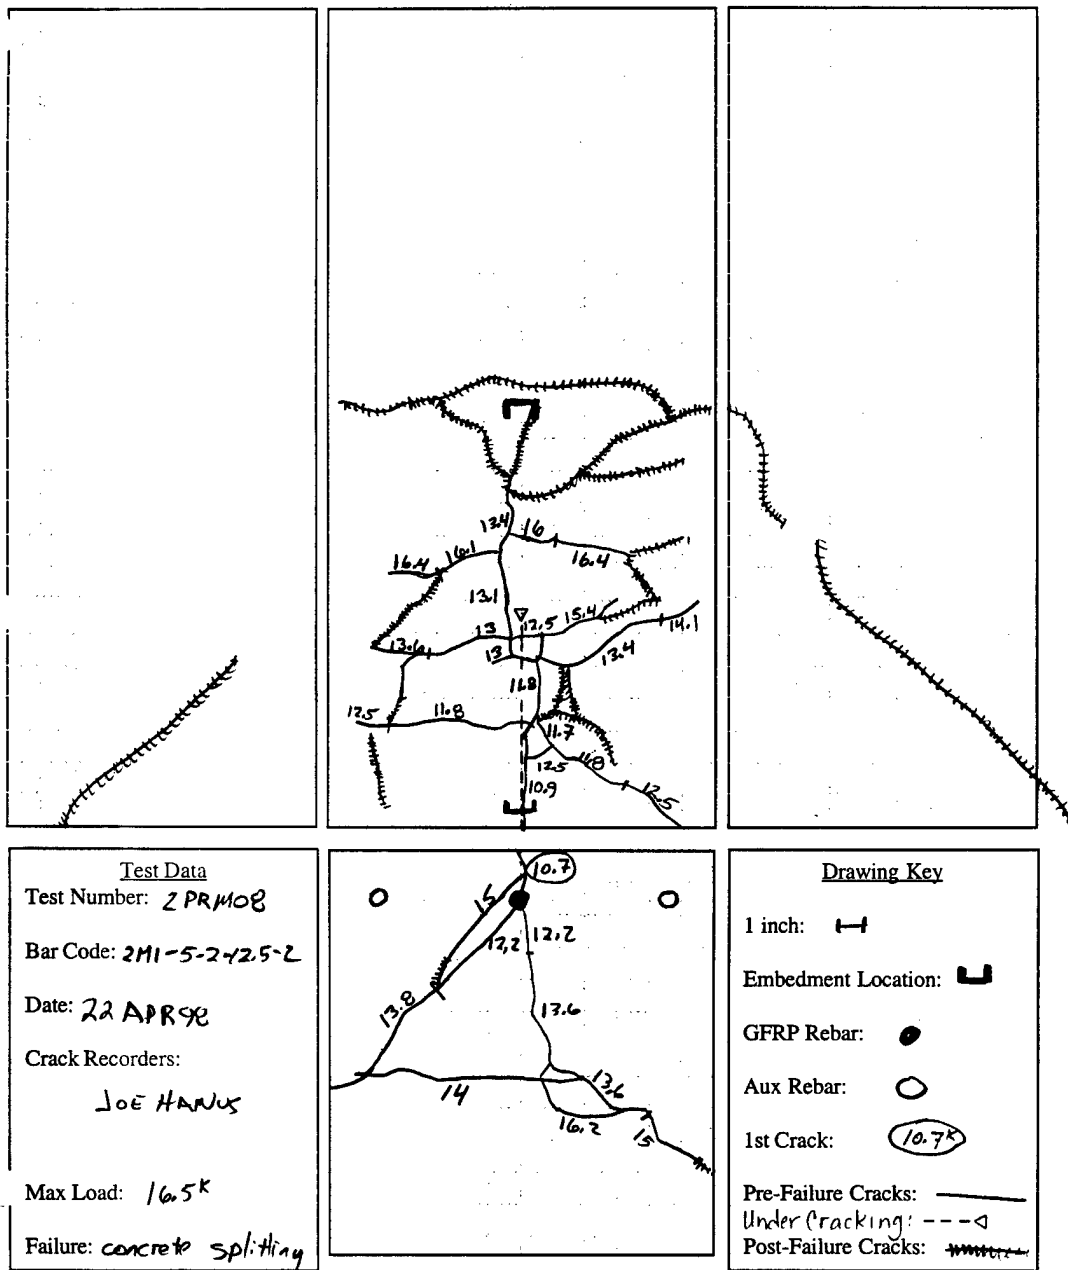 13.4
16
16.4
16.1
16.4
13.1
12.5
15.4
14.1
13
13.6
13
13.4
11.8
12.5
11.8
11.7
12.5
11.8
12.5
10.9
Test Data
Test Number: 2PRM08
Bar Code: 2M1-5-2-12.5-2
Date: 22 APR 98
Crack Recorders:
JOE HANUS
Max Load: 16.5K
Failure: concrete splitting
10.7
15
12.2
12.2
13.8
13.6
14
13.6
16.2
15
Drawing Key
1 inch:
Embedment Location:
GFRP Rebar:
Aux Rebar:
1st Crack: 10.7K
Pre-Failure Cracks:
Under Cracking:
Post-Failure Cracks: